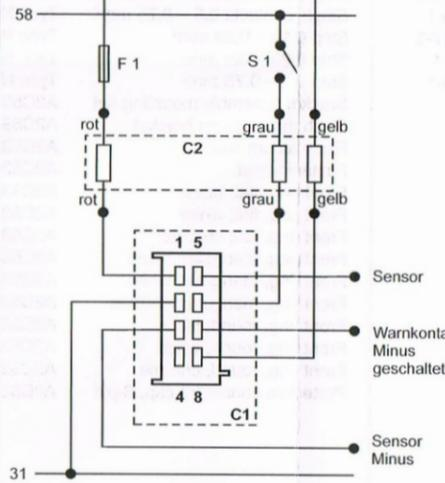 58
F 1
S 1
rot
grau
gelb
C2
rot
grau
gelb
1 5
Sensor
Warnkonta
Minus
geschaltet
4 8
C1
Sensor
Minus
31